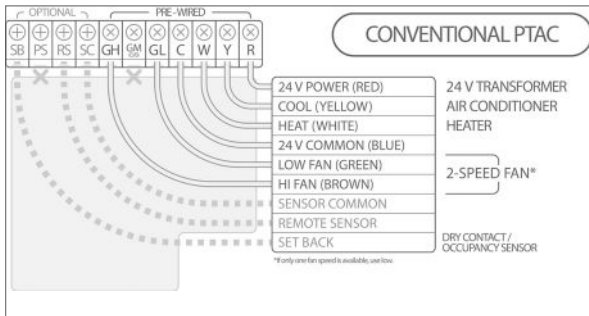 OPTIONAL
PRE-WIRED
CONVENTIONAL PTAC
SB PS RS SC GH GM GL C W Y R
24 V POWER (RED)
COOL (YELLOW)
HEAT (WHITE)
24 V COMMON (BLUE)
LOW FAN (GREEN)
HI FAN (BROWN)
SENSOR COMMON
REMOTE SENSOR
SET BACK
24 V TRANSFORMER
AIR CONDITIONER
HEATER
2-SPEED FAN*
DRY CONTACT /
OCCUPANCY SENSOR
*If only one fan speed is available, use low.